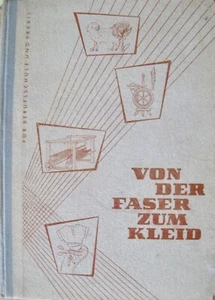 FÜR BERUFSSCHULE UND PRAXIS
VON
DER
FASER
ZUM
KLEID